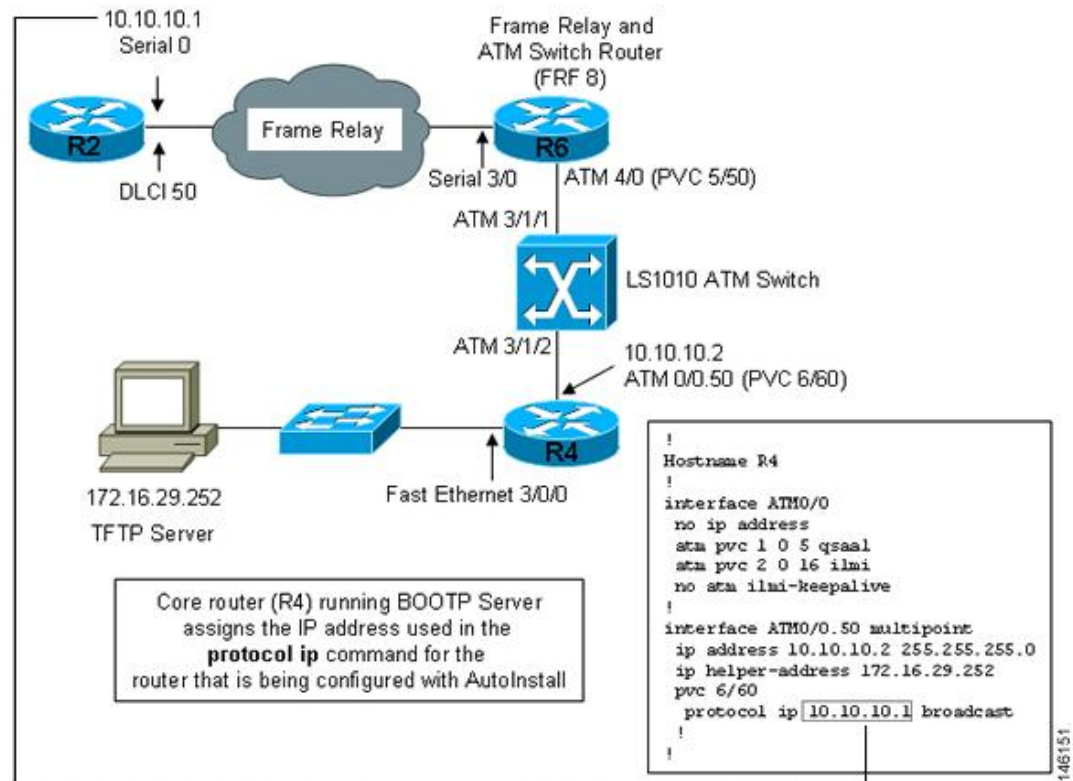 10.10.10.1
Serial 0
Frame Relay and
ATM Switch Router
(FRF 8)
R2
Frame Relay
R6
DLCI 50
Serial 3/0
ATM 4/0 (PVC 5/50)
ATM 3/1/1
LS1010 ATM Switch
ATM 3/1/2
10.10.10.2
ATM 0/0.50 (PVC 6/60)
R4
172.16.29.252
TFTP Server
Fast Ethernet 3/0/0
Core router (R4) running BOOTP Server
assigns the IP address used in the
protocol ip command for the
router that is being configured with AutoInstall
!
Hostname R4
!
interface ATM0/0
no ip address
atm pvc 1 0 5 qsaal
atm pvc 2 0 16 ilmi
no atm ilmi-keepalive
!
interface ATM0/0.50 multipoint
ip address 10.10.10.2 255.255.255.0
ip helper-address 172.16.29.252
pvc 6/60
protocol ip 10.10.10.1 broadcast
!
!
146151